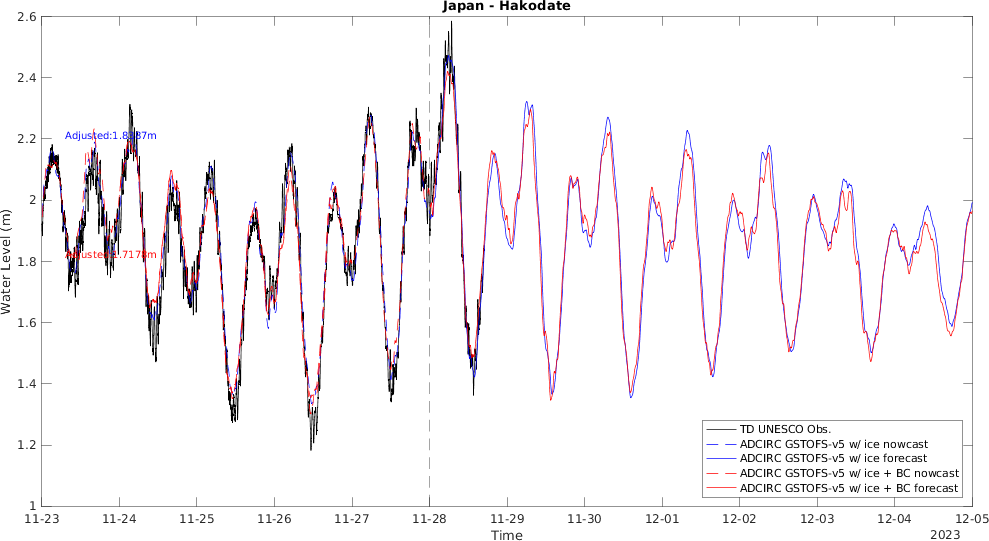 Japan - Hakodate
2.6
2.4
2.2
2
1.8
1.6
1.4
1.2
1
Water Level (m)
TD UNESCO Obs.
ADCIRC GSTOFS-v5 w/ ice nowcast
ADCIRC GSTOFS-v5 w/ ice forecast
ADCIRC GSTOFS-v5 w/ ice + BC nowcast
ADCIRC GSTOFS-v5 w/ ice + BC forecast
11-23 11-24 11-25 11-26 11-27 11-28 11-29 11-30 12-01 12-02 12-03 12-04 12-05
Time
2023